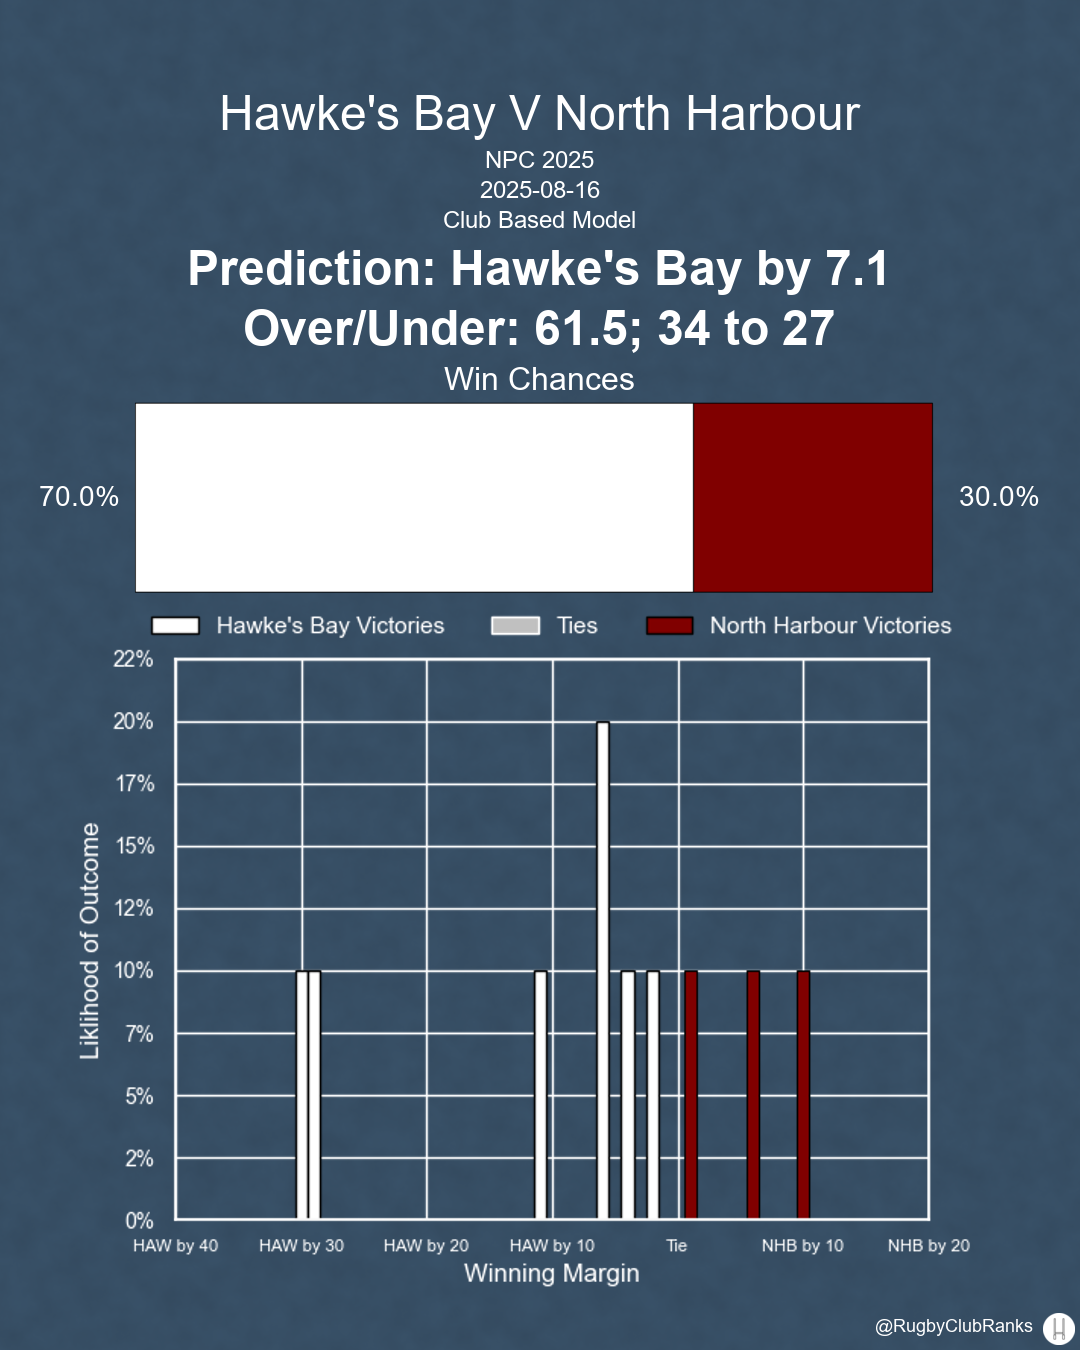 Hawke's Bay V North Harbour
NPC 2025
2025-08-16
Club Based Model
Prediction: Hawke's Bay by 7.1
Over/Under: 61.5; 34 to 27
Win Chances
70.0%
30.0%
Hawke's Bay Victories Ties North Harbour Victories
22%
20%
17%
15%
12%
10%
7%
5%
2%
0%
Liklihood of Outcome
HAW by 40 HAW by 30 HAW by 20 HAW by 10 Tie NHB by 10 NHB by 20
Winning Margin
@RugbyClubRanks